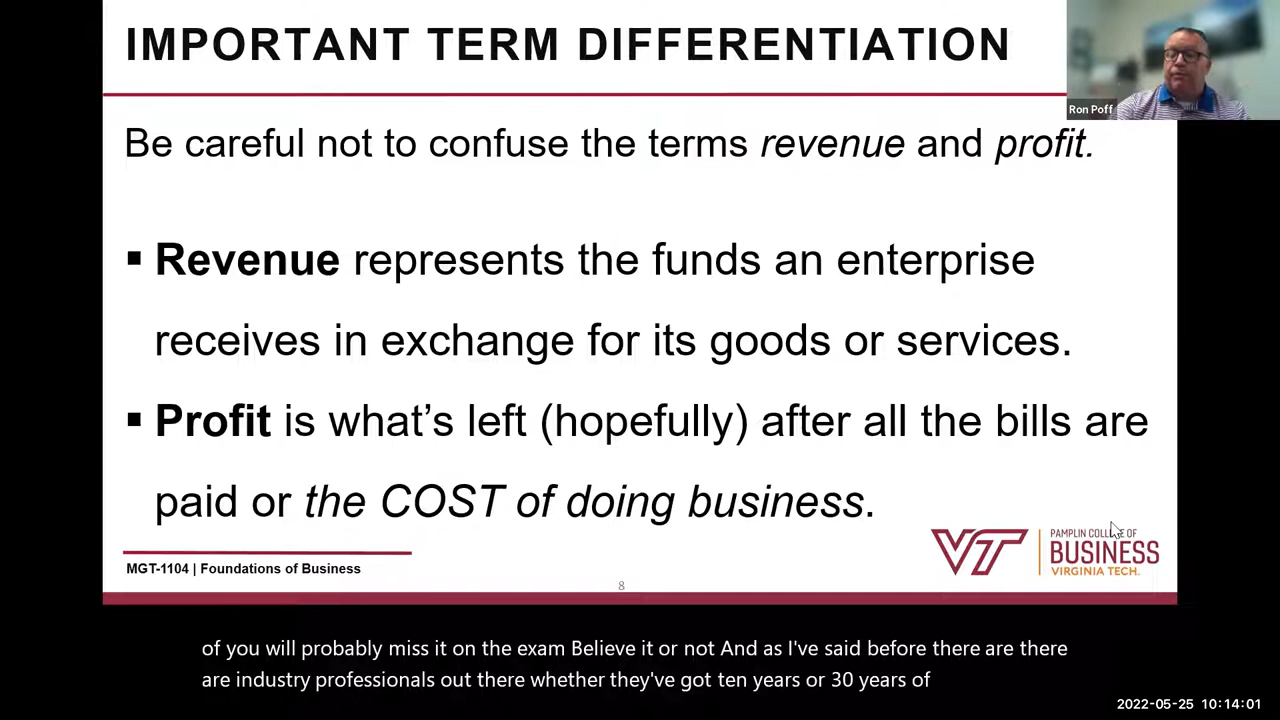 IMPORTANT TERM DIFFERENTIATION
Ron Poff
Be careful not to confuse the terms revenue and profit.
▪ Revenue represents the funds an enterprise
receives in exchange for its goods or services.
▪ Profit is what’s left (hopefully) after all the bills are
paid or the COST of doing business.
MGT-1104 | Foundations of Business
8
VT
PAMPLIN COLLEGE OF
BUSINESS
VIRGINIA TECH.
of you will probably miss it on the exam Believe it or not And as I've said before there are there
are industry professionals out there whether they've got ten years or 30 years of
2022-05-25 10:14:01